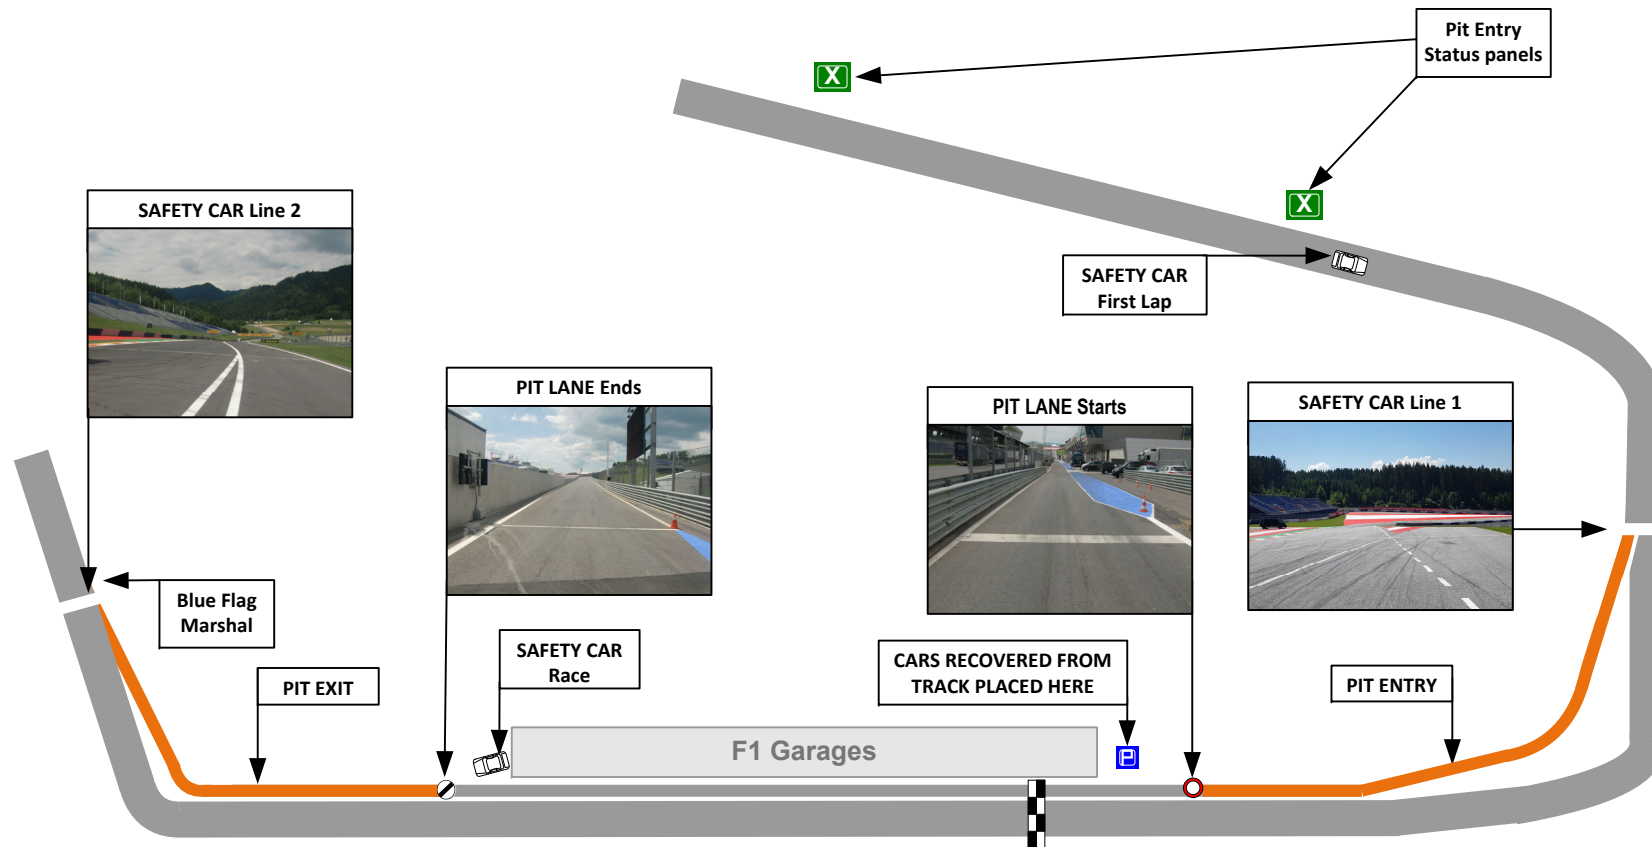 Pit Entry
Status panels
X
X
SAFETY CAR
First Lap
SAFETY CAR Line 2
PIT LANE Ends
PIT LANE Starts
SAFETY CAR Line 1
Blue Flag
Marshal
SAFETY CAR
Race
CARS RECOVERED FROM
TRACK PLACED HERE
PIT EXIT
PIT ENTRY
F1 Garages
P